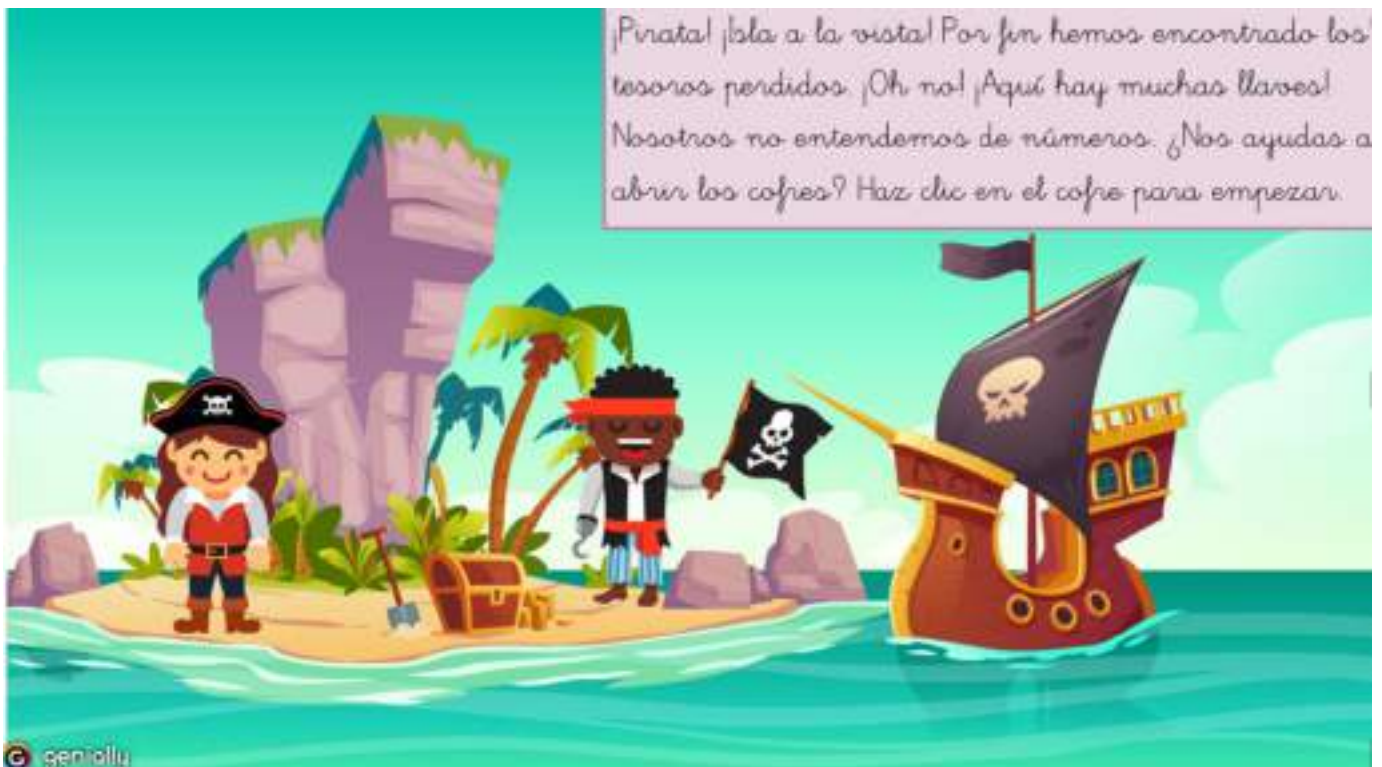 ¡Pirata! ¡Isla a la vista! Por fin hemos encontrado los
tesoros perdidos. ¡Oh no! ¡Aquí hay muchas llaves!
Nosotros no entendemos de números. ¿Nos ayudas a
abrir los cofres? Haz clic en el cofre para empezar.
genially